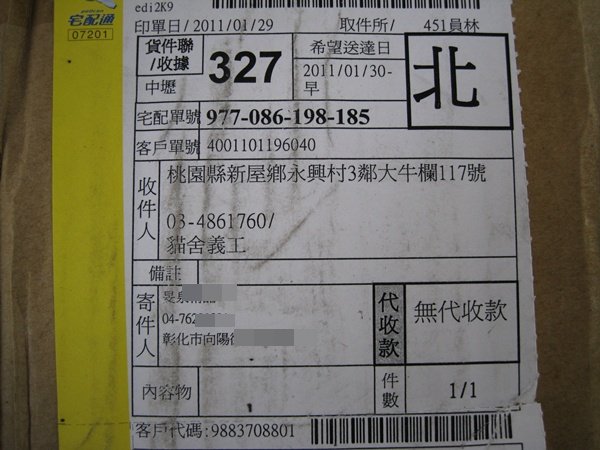 edi2K9
宅配通
07201
印單日/2011/01/29 取件所/ 451員林
貨件聯
/收據
327
希望送達日
北
中壢
2011/01/30-
早
宅配單號 977-086-198-185
客戶單號 4001101196040
收件人
桃園縣新屋鄉永興村3鄰大牛欄117號
03-4861760/
貓舍義工
備註
寄件人
04-762
彰化市向陽街
代收款
無代收款
內容物
件數
1/1
客戶代碼:9883708801